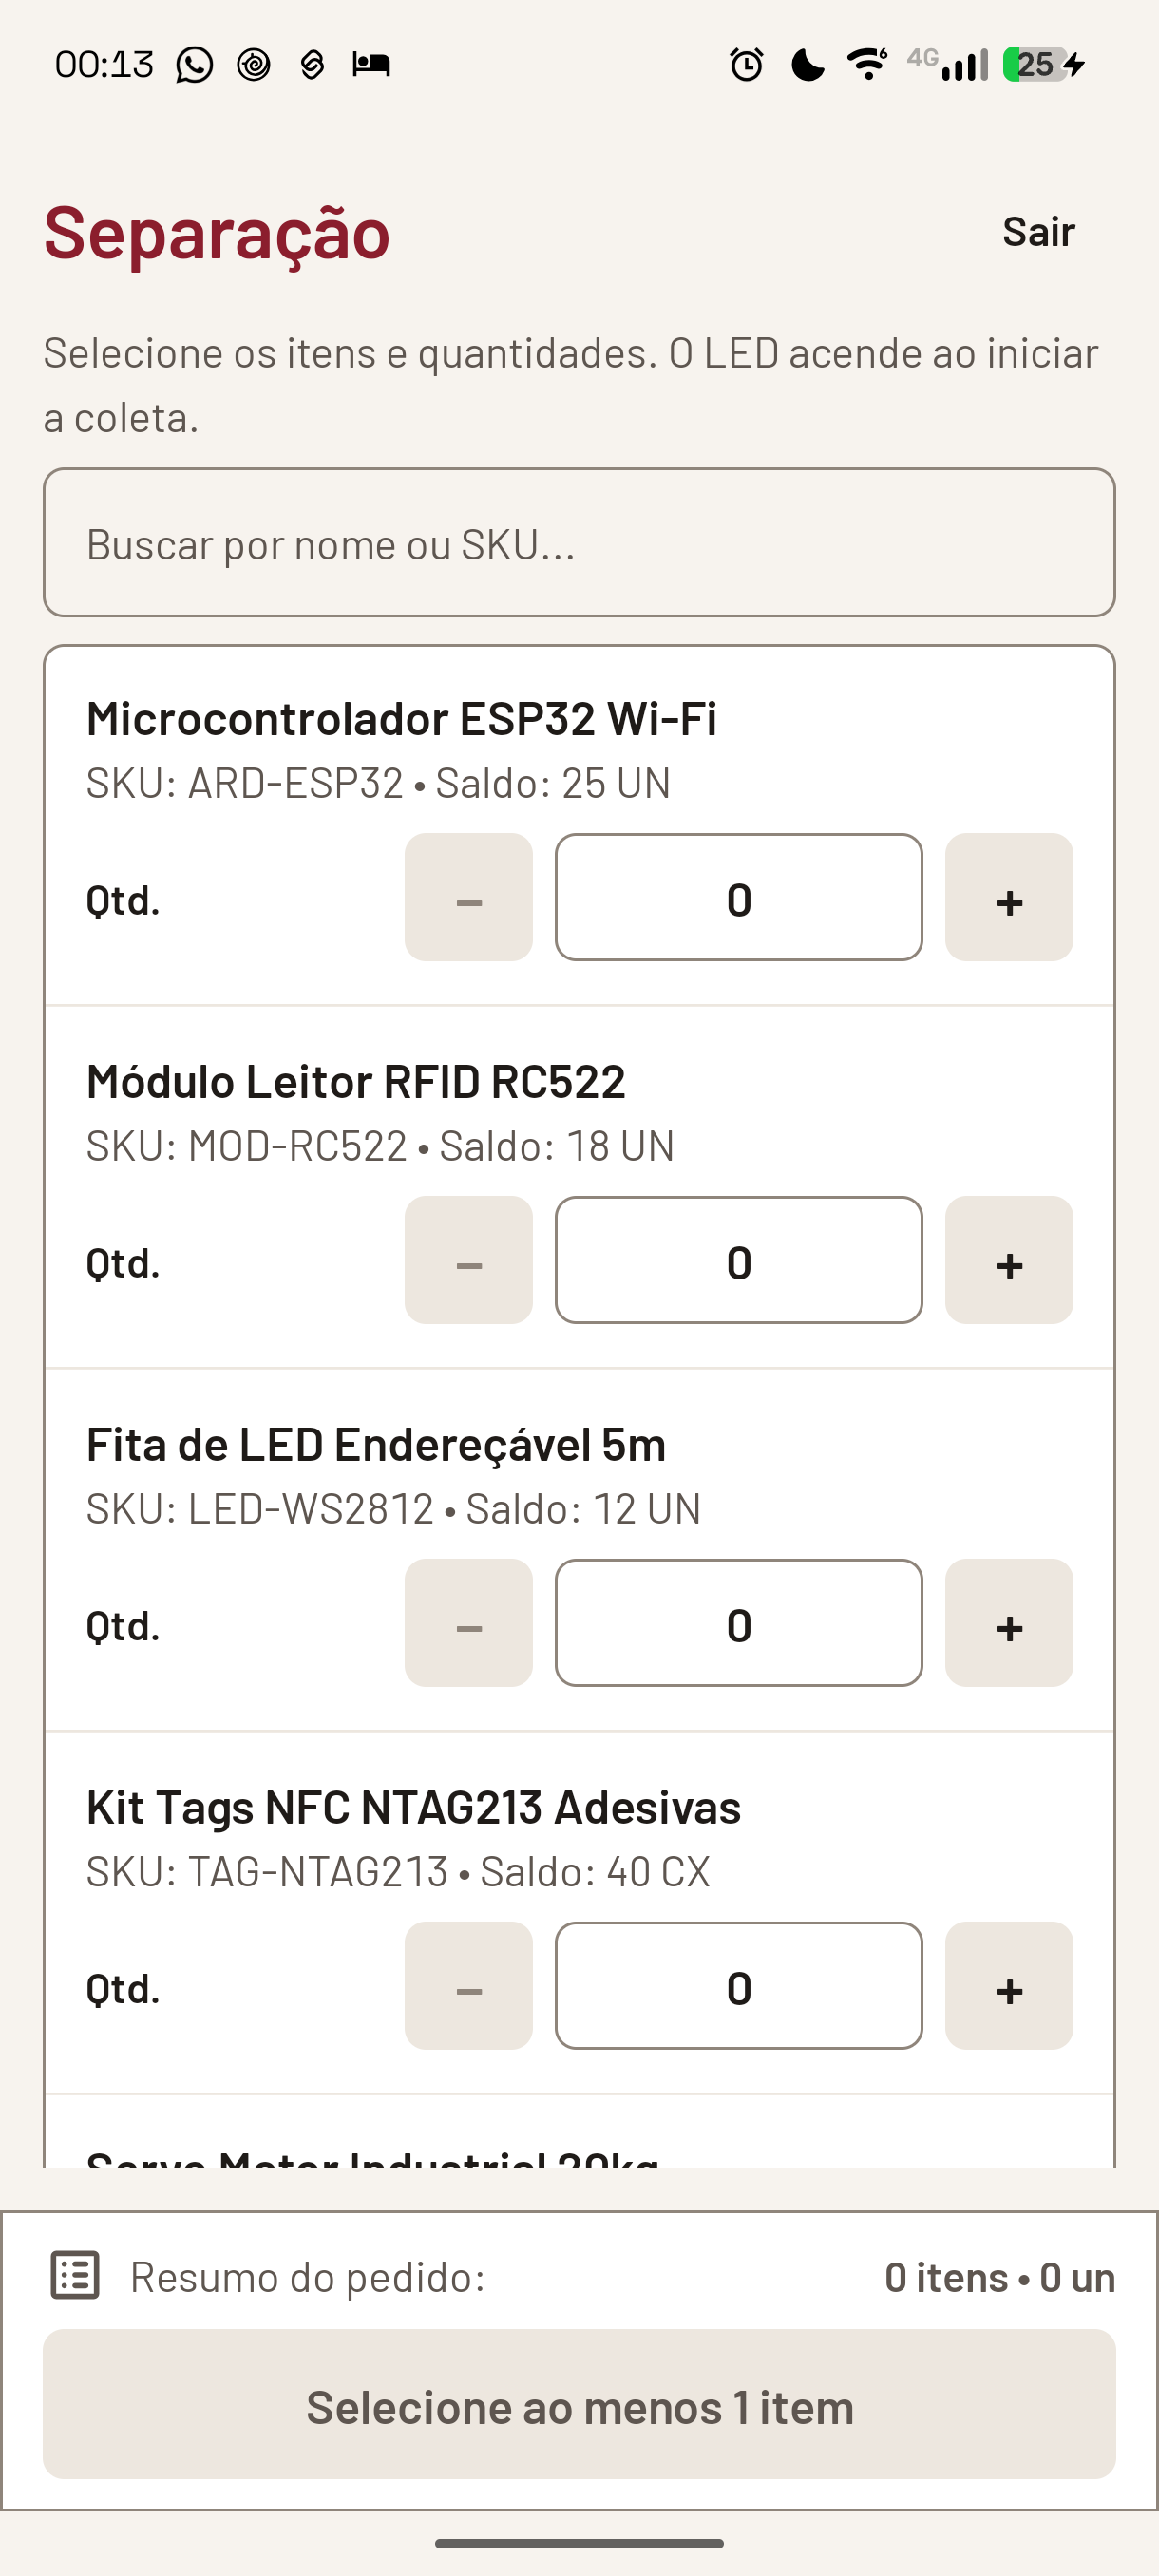 00:13
4G
25
Separação
Sair
Selecione os itens e quantidades. O LED acende ao iniciar
a coleta.
Buscar por nome ou SKU...
Microcontrolador ESP32 Wi-Fi
SKU: ARD-ESP32 • Saldo: 25 UN
Qtd.
−
0
+
Módulo Leitor RFID RC522
SKU: MOD-RC522 • Saldo: 18 UN
Qtd.
−
0
+
Fita de LED Endereçável 5m
SKU: LED-WS2812 • Saldo: 12 UN
Qtd.
−
0
+
Kit Tags NFC NTAG213 Adesivas
SKU: TAG-NTAG213 • Saldo: 40 CX
Qtd.
−
0
+
Servo Motor Industrial 20kg
Resumo do pedido:
0 itens • 0 un
Selecione ao menos 1 item